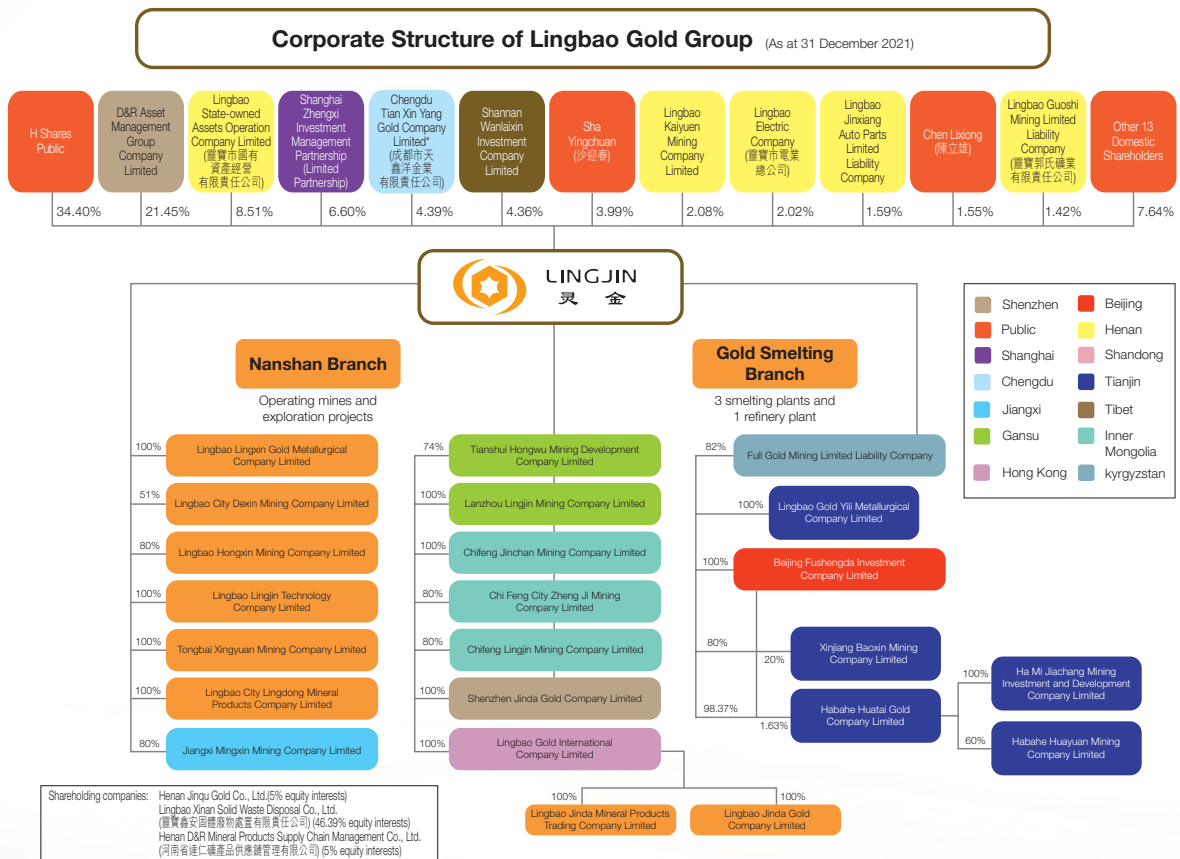 Corporate Structure of Lingbao Gold Group (As at 31 December 2021)
H Shares
Public
D&R Asset
Management
Group
Company
Limited
Lingbao
State-owned
Assets Operation
Company Limited
(靈寶市國有
資產經營
有限責任公司)
Shanghai
Zhengxi
Investment
Management
Partnership
(Limited
Partnership)
Chengdu
Tian Xin Yang
Gold Company
Limited*
(成都市天
鑫洋金業
有限責任公司)
Shannan
Wanlaixin
Investment
Company
Limited
Sha
Yingchuan
(沙迎春)
Lingbao
Kaiyuen
Mining
Company
Limited
Lingbao
Electric
Company
(靈寶市電業
總公司)
Lingbao
Jinxiang
Auto Parts
Limited
Liability
Company
Chen Lixiong
(陳立雄)
Lingbao Guoshi
Mining Limited
Liability
Company
(靈寶郭氏礦業
有限責任公司)
Other 13
Domestic
Shareholders
34.40%
21.45%
8.51%
6.60%
4.39%
4.36%
3.99%
2.08%
2.02%
1.59%
1.55%
1.42%
7.64%
LINGJIN
灵金
Nanshan Branch
Operating mines and
exploration projects
Gold Smelting
Branch
3 smelting plants and
1 refinery plant
Shenzhen
Public
Shanghai
Chengdu
Jiangxi
Gansu
Hong Kong
Beijing
Henan
Shandong
Tianjin
Tibet
Inner
Mongolia
kyrgyzstan
100%
Lingbao Lingxin Gold Metallurgical
Company Limited
51%
Lingbao City Dexin Mining Company Limited
80%
Lingbao Hongxin Mining Company Limited
100%
Lingbao Lingjin Technology
Company Limited
100%
Tongbai Xingyuan Mining Company Limited
100%
Lingbao City Lingdong Mineral
Products Company Limited
80%
Jiangxi Mingxin Mining Company Limited
74%
Tianshui Hongwu Mining Development
Company Limited
100%
Lanzhou Lingjin Mining Company Limited
100%
Chifeng Jinchan Mining Company Limited
80%
Chi Feng City Zheng Ji Mining
Company Limited
80%
Chifeng Lingjin Mining Company Limited
100%
Shenzhen Jinda Gold Company Limited
100%
Lingbao Gold International
Company Limited
100%
Lingbao Jinda Mineral Products
Trading Company Limited
100%
Lingbao Jinda Gold
Company Limited
82%
Full Gold Mining Limited Liability Company
100%
Lingbao Gold Yili Metallurgical
Company Limited
100%
Beijing Fushengda Investment
Company Limited
80%
20%
Xinjiang Baoxin Mining
Company Limited
98.37%
1.63%
Habahe Huatai Gold
Company Limited
100%
Ha Mi Jiachang Mining
Investment and Development
Company Limited
60%
Habahe Huayuan Mining
Company Limited
Shareholding companies: Henan Jinqu Gold Co., Ltd.(5% equity interests)
Lingbao Xinan Solid Waste Disposal Co., Ltd.
(靈寶鑫安固體廢物處置有限責任公司) (46.39% equity interests)
Henan D&R Mineral Products Supply Chain Management Co., Ltd.
(河南省達仁礦產品供應鏈管理有限公司) (5% equity interests)